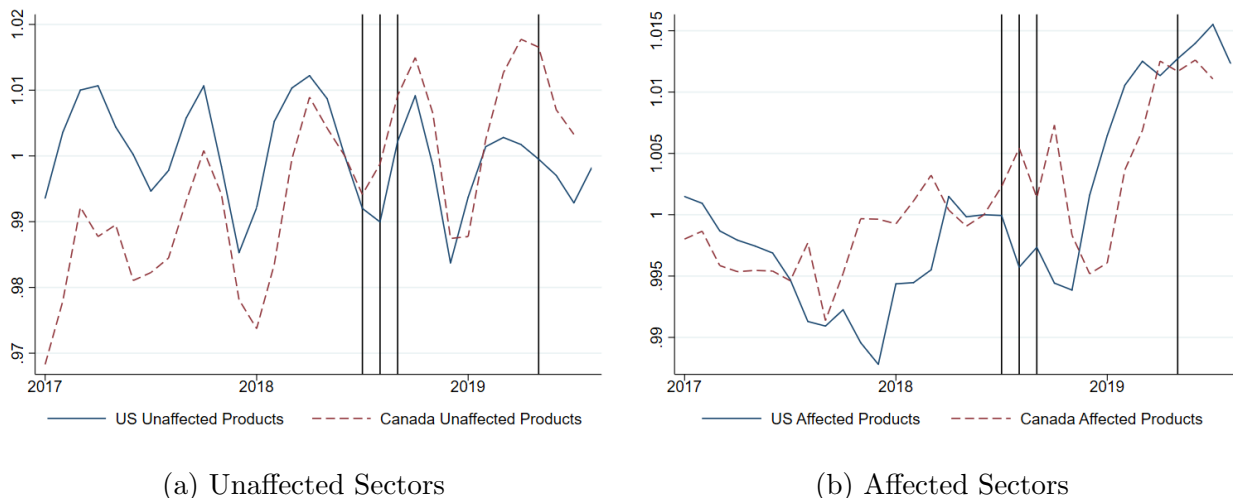 1.02
1.01
1
.99
.98
.97
2017 2018 2019
US Unaffected Products Canada Unaffected Products
(a) Unaffected Sectors
1.015
1.01
1.005
1
.995
.99
2017 2018 2019
US Affected Products Canada Affected Products
(b) Affected Sectors